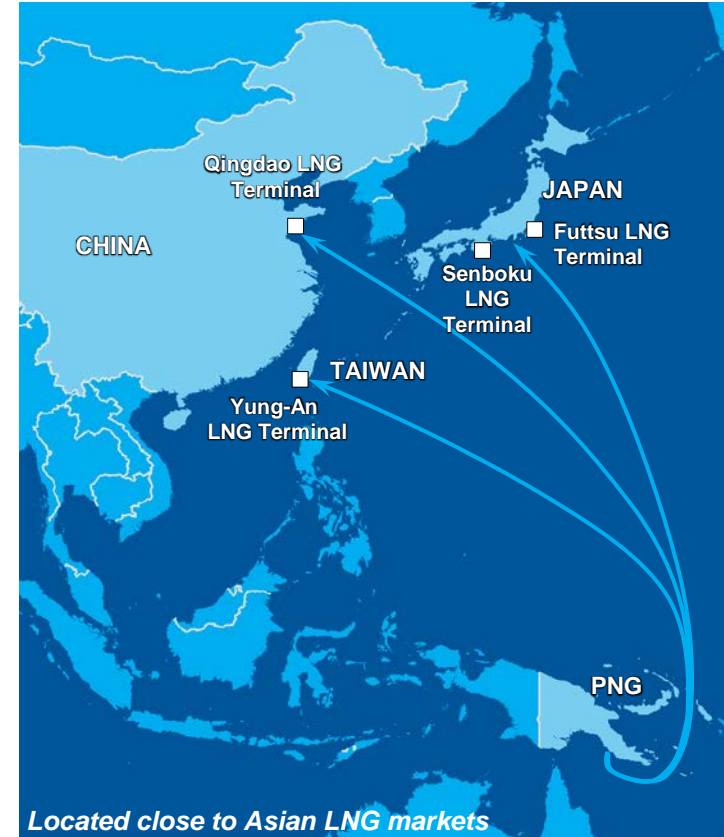 Qingdao LNG
Terminal
JAPAN
CHINA
Futtsu LNG
Terminal
Senboku
LNG
Terminal
TAIWAN
Yung-An
LNG Terminal
PNG
Located close to Asian LNG markets